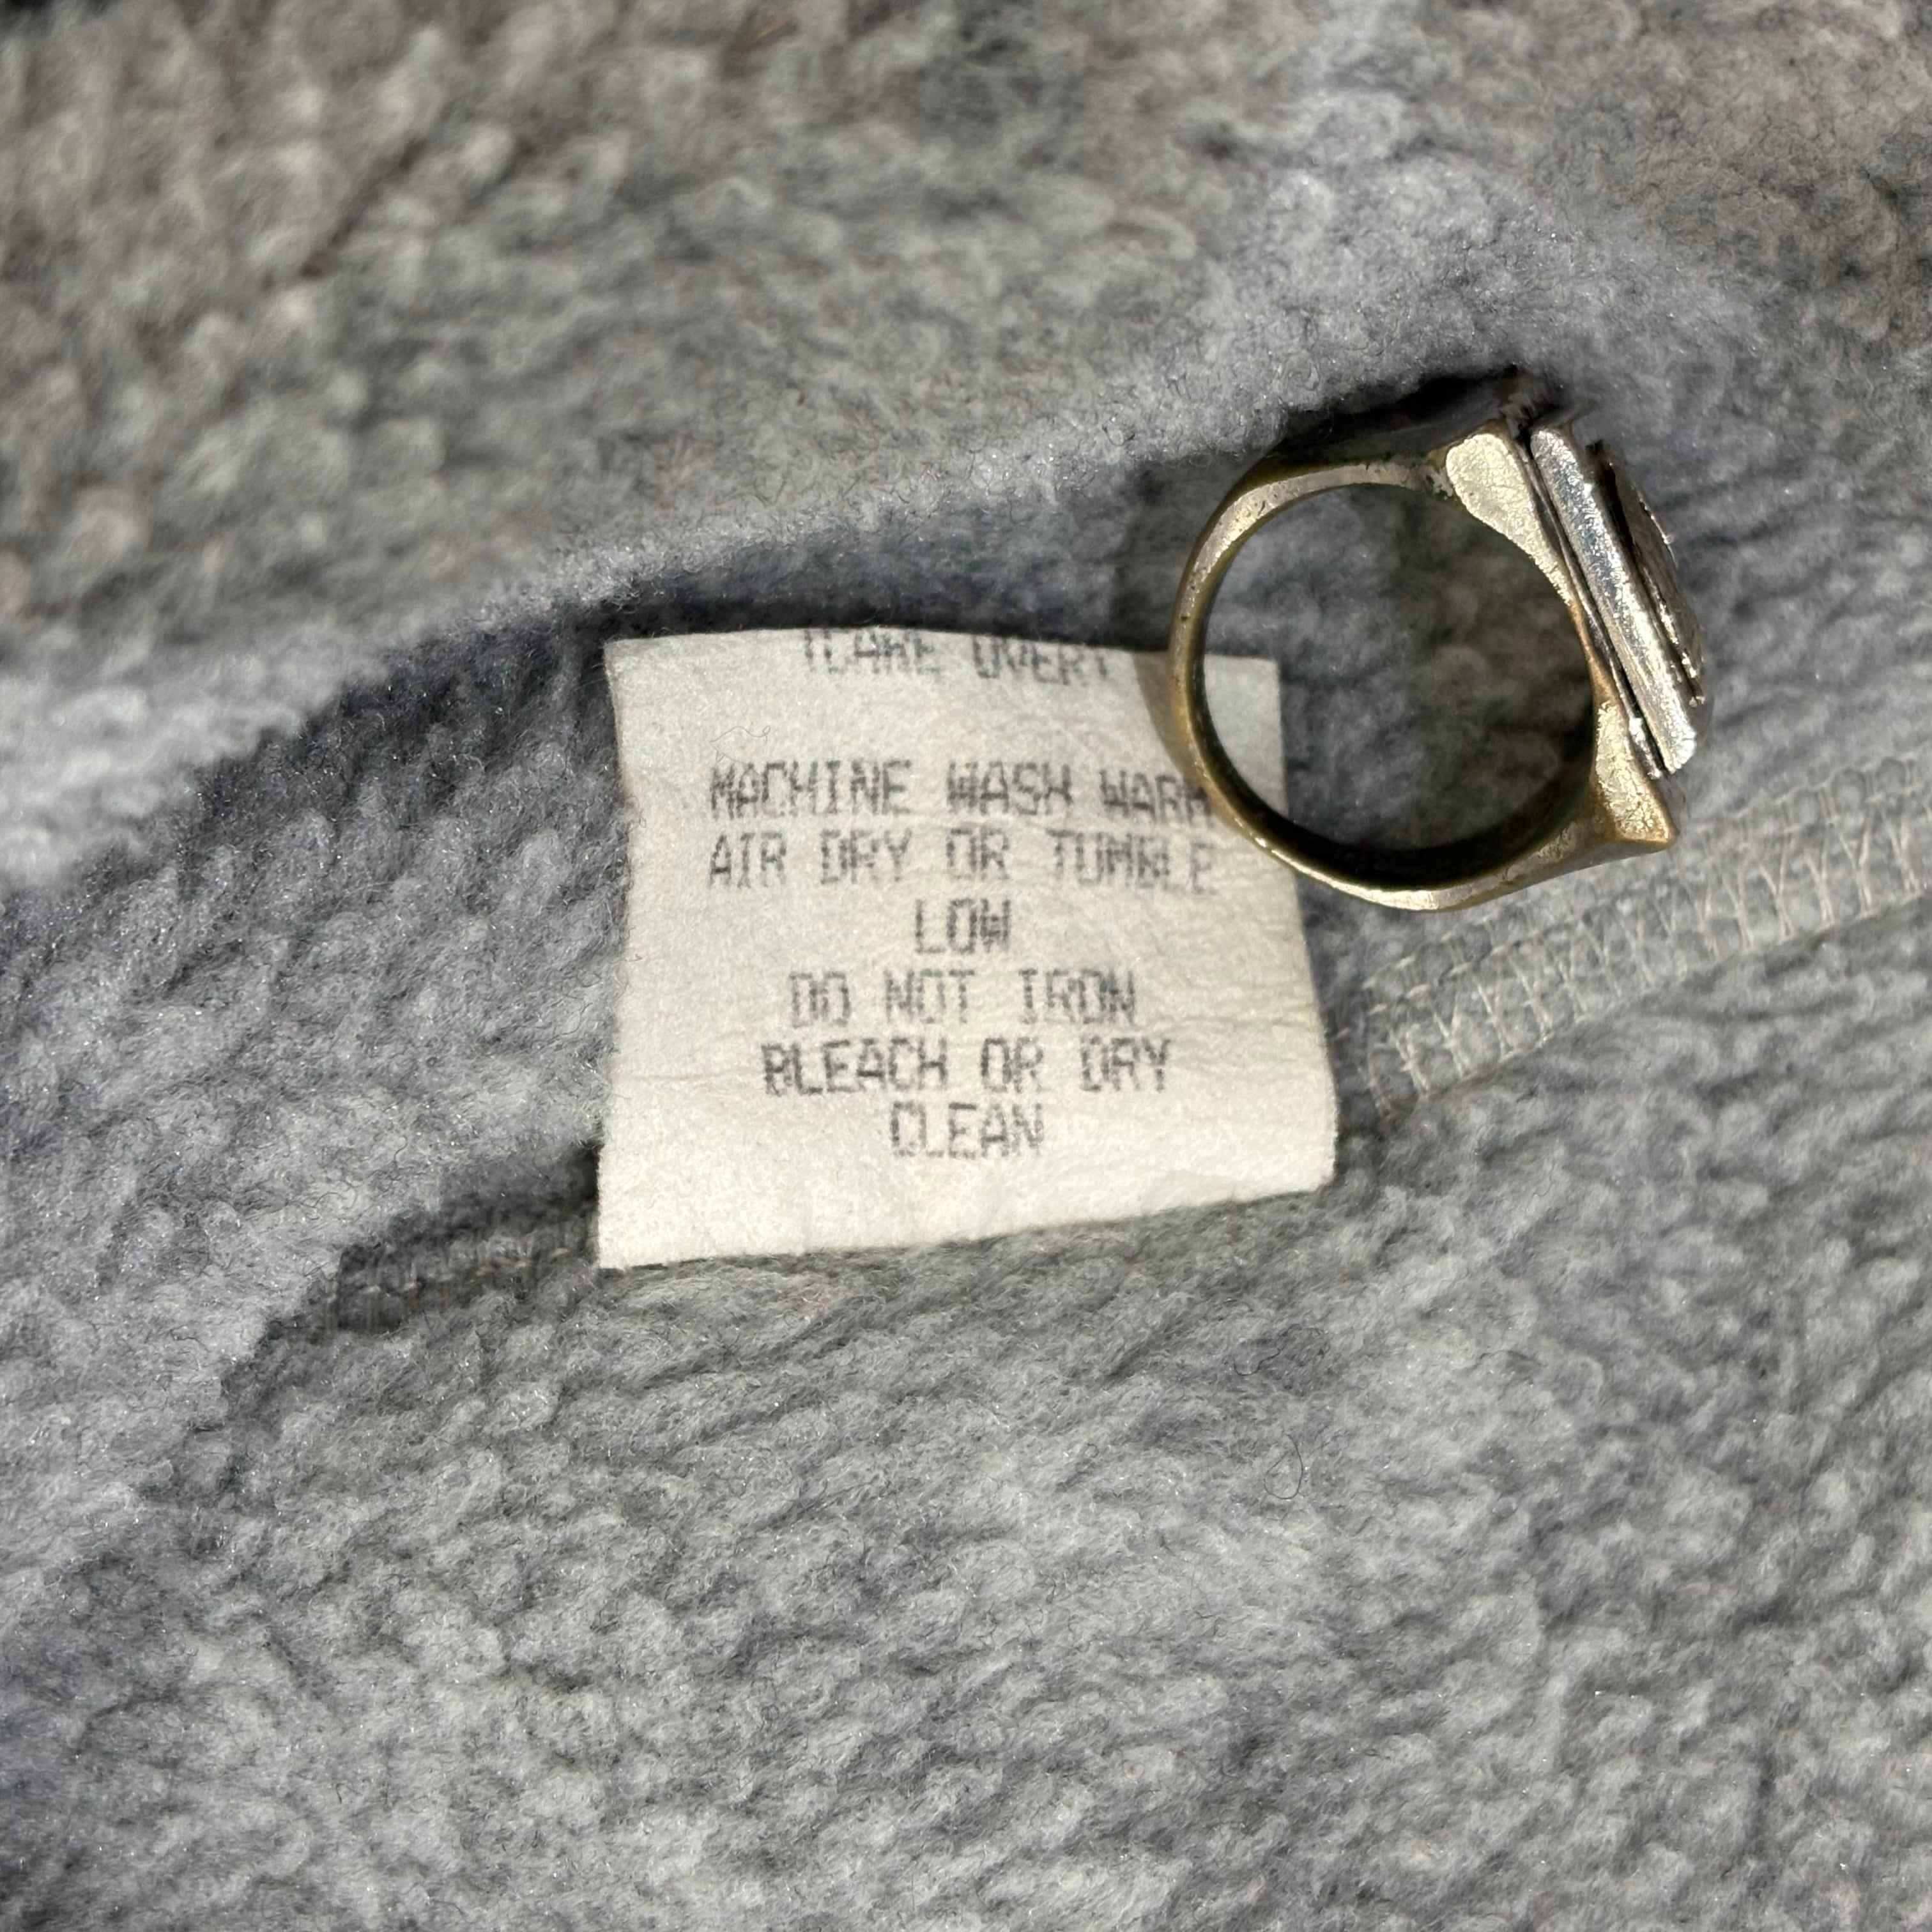 (CARE OVER)
MACHINE WASH WARM
AIR DRY OR TUMBLE
LOW
DO NOT IRON
BLEACH OR DRY
CLEAN